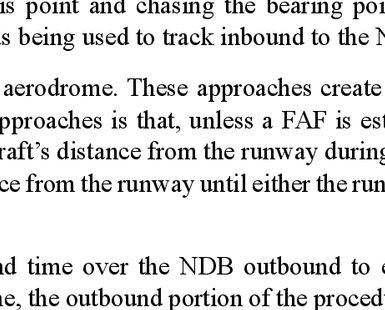 is point and chasing the bearing poi
s being used to track inbound to the N
aerodrome. These approaches create
pproaches is that, unless a FAF is est
raft's distance from the runway during
ce from the runway until either the run
nd time over the NDB outbound to e
ne, the outbound portion of the proced